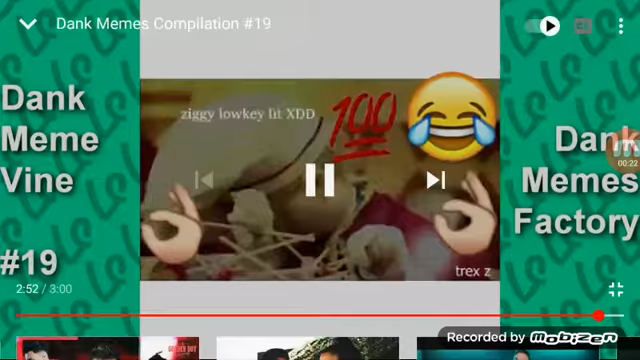 Dank Memes Compilation #19
Dank
Meme
Vine
#19
ziggy lowkey lit XDD
100
trex z
Dank
Memes
Factory
00:22
2:52 / 3:00
Recorded by mobizen